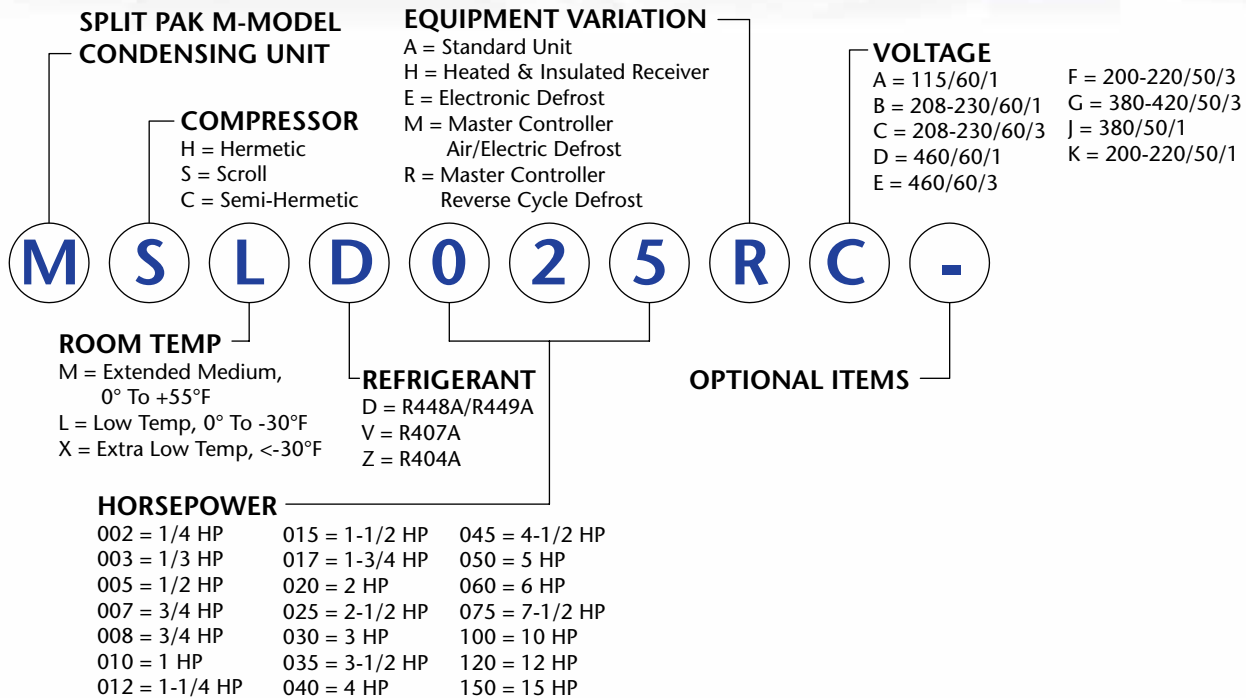 SPLIT PAK M-MODEL
CONDENSING UNIT
COMPRESSOR
H = Hermetic
S = Scroll
C = Semi-Hermetic
EQUIPMENT VARIATION
A = Standard Unit
H = Heated & Insulated Receiver
E = Electronic Defrost
M = Master Controller
Air/Electric Defrost
R = Master Controller
Reverse Cycle Defrost
VOLTAGE
A = 115/60/1
B = 208-230/60/1
C = 208-230/60/3
D = 460/60/1
E = 460/60/3
F = 200-220/50/3
G = 380-420/50/3
J = 380/50/1
K = 200-220/50/1
M S L D 0 2 5 R C -
ROOM TEMP
M = Extended Medium,
0° To +55°F
L = Low Temp, 0° To -30°F
X = Extra Low Temp, <-30°F
REFRIGERANT
D = R448A/R449A
V = R407A
Z = R404A
OPTIONAL ITEMS
HORSEPOWER
002 = 1/4 HP
003 = 1/3 HP
005 = 1/2 HP
007 = 3/4 HP
008 = 3/4 HP
010 = 1 HP
012 = 1-1/4 HP
015 = 1-1/2 HP
017 = 1-3/4 HP
020 = 2 HP
025 = 2-1/2 HP
030 = 3 HP
035 = 3-1/2 HP
040 = 4 HP
045 = 4-1/2 HP
050 = 5 HP
060 = 6 HP
075 = 7-1/2 HP
100 = 10 HP
120 = 12 HP
150 = 15 HP